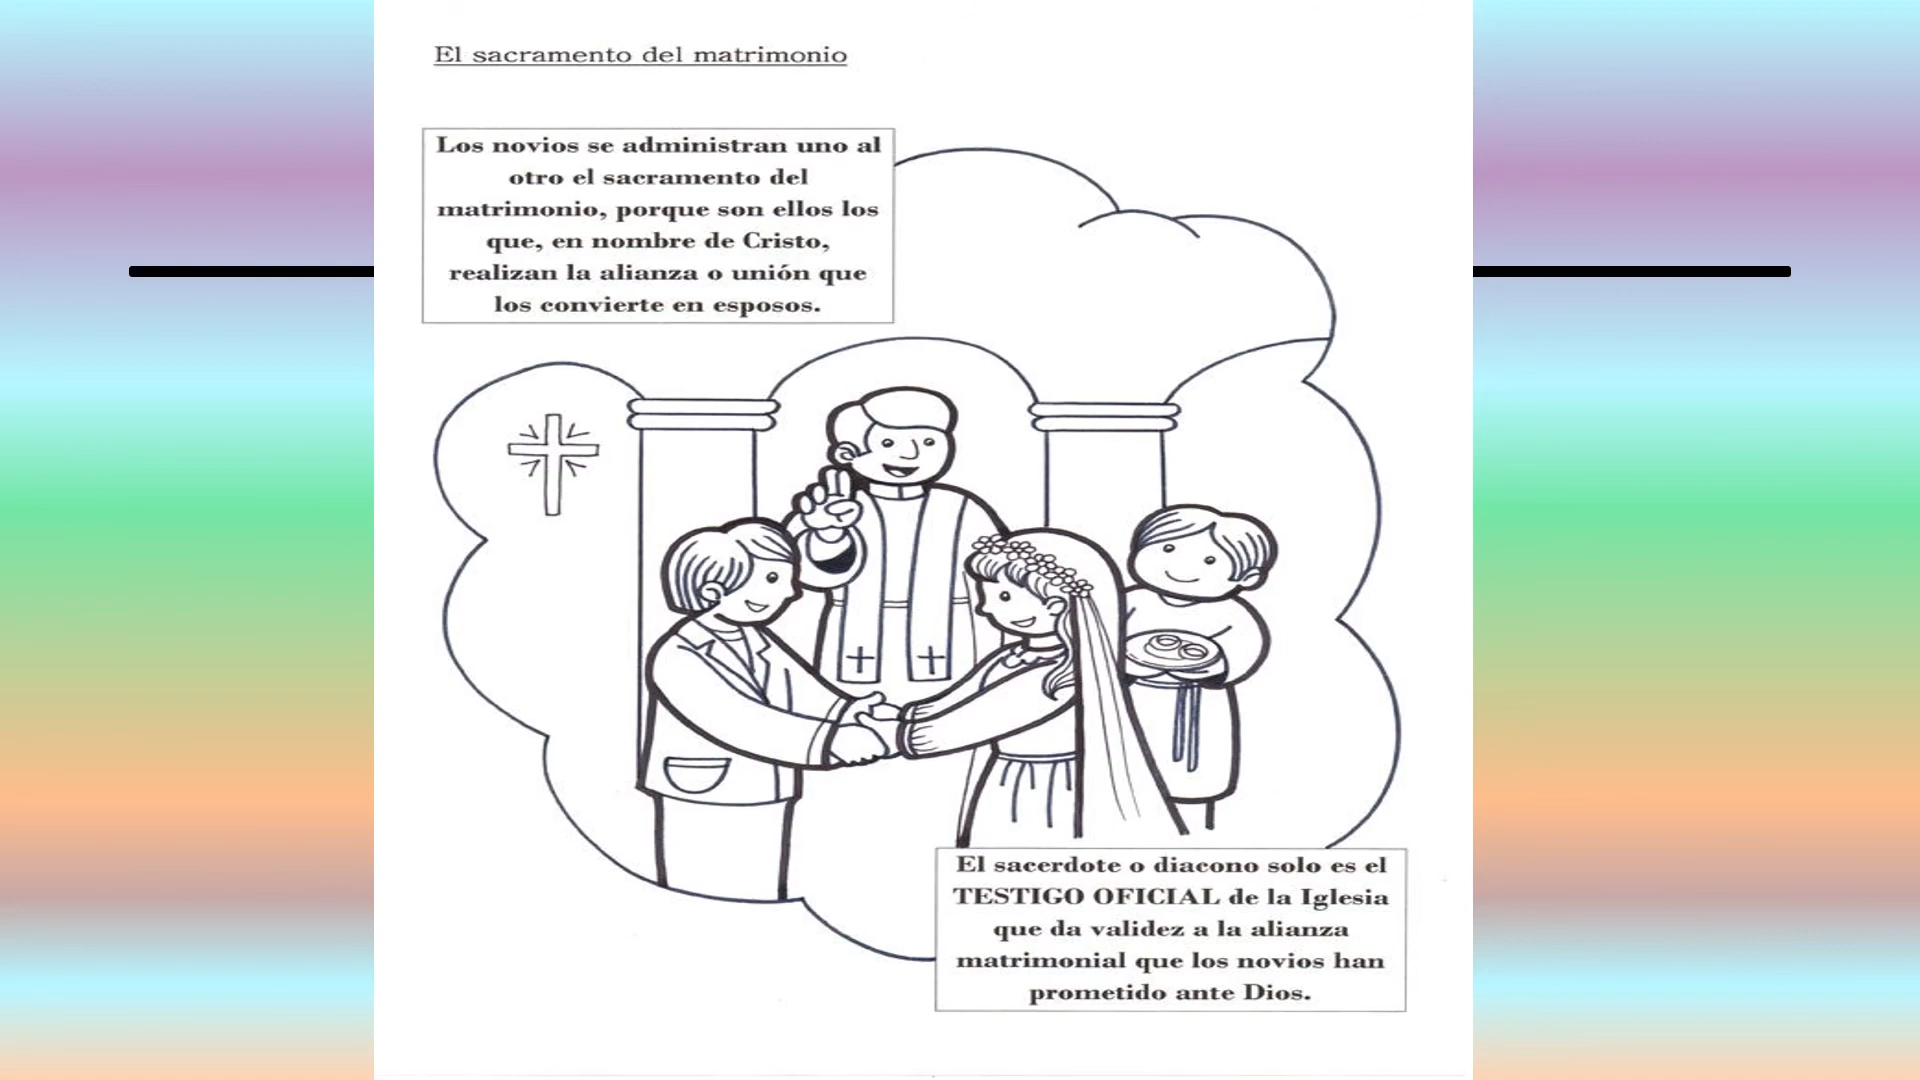 El sacramento del matrimonio
Los novios se administran uno al
otro el sacramento del
matrimonio, porque son ellos los
que, en nombre de Cristo,
realizan la alianza o unión que
los convierte en esposos.
El sacerdote o diacono solo es el
TESTIGO OFICIAL de la Iglesia
que da validez a la alianza
matrimonial que los novios han
prometido ante Dios.